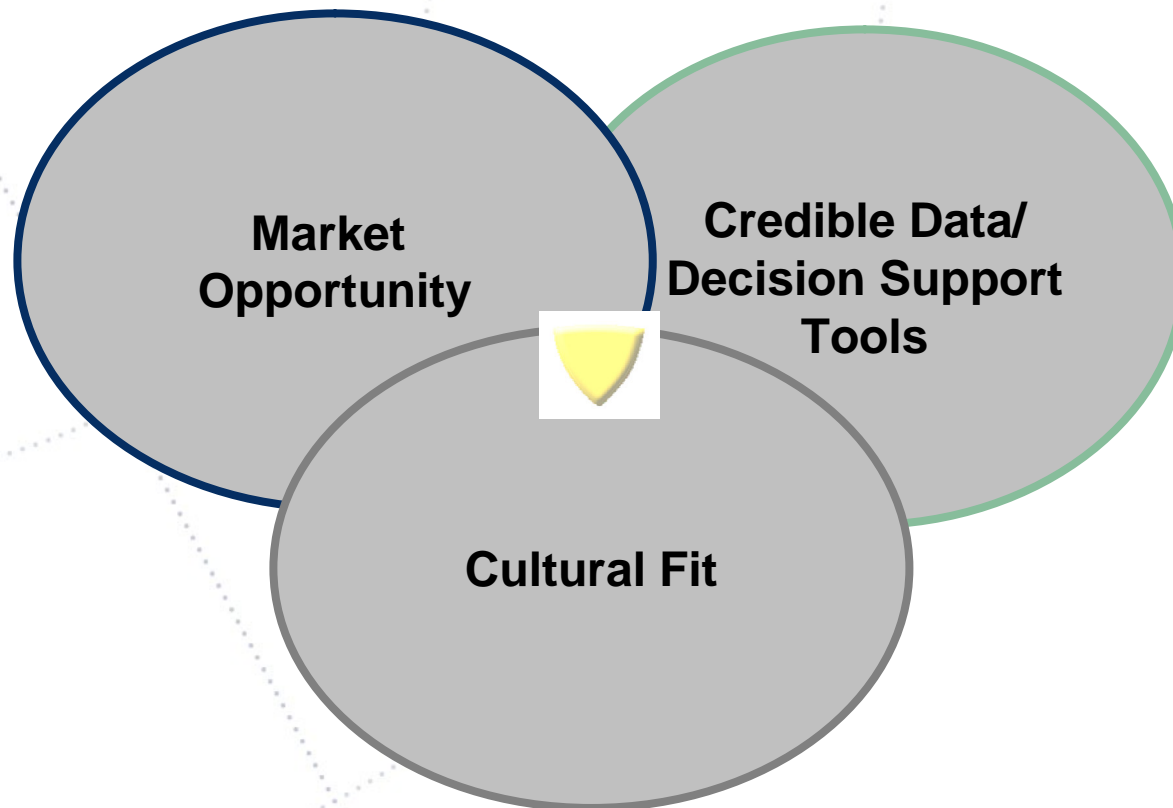 Market
Opportunity
Credible Data/
Decision Support
Tools
Cultural Fit